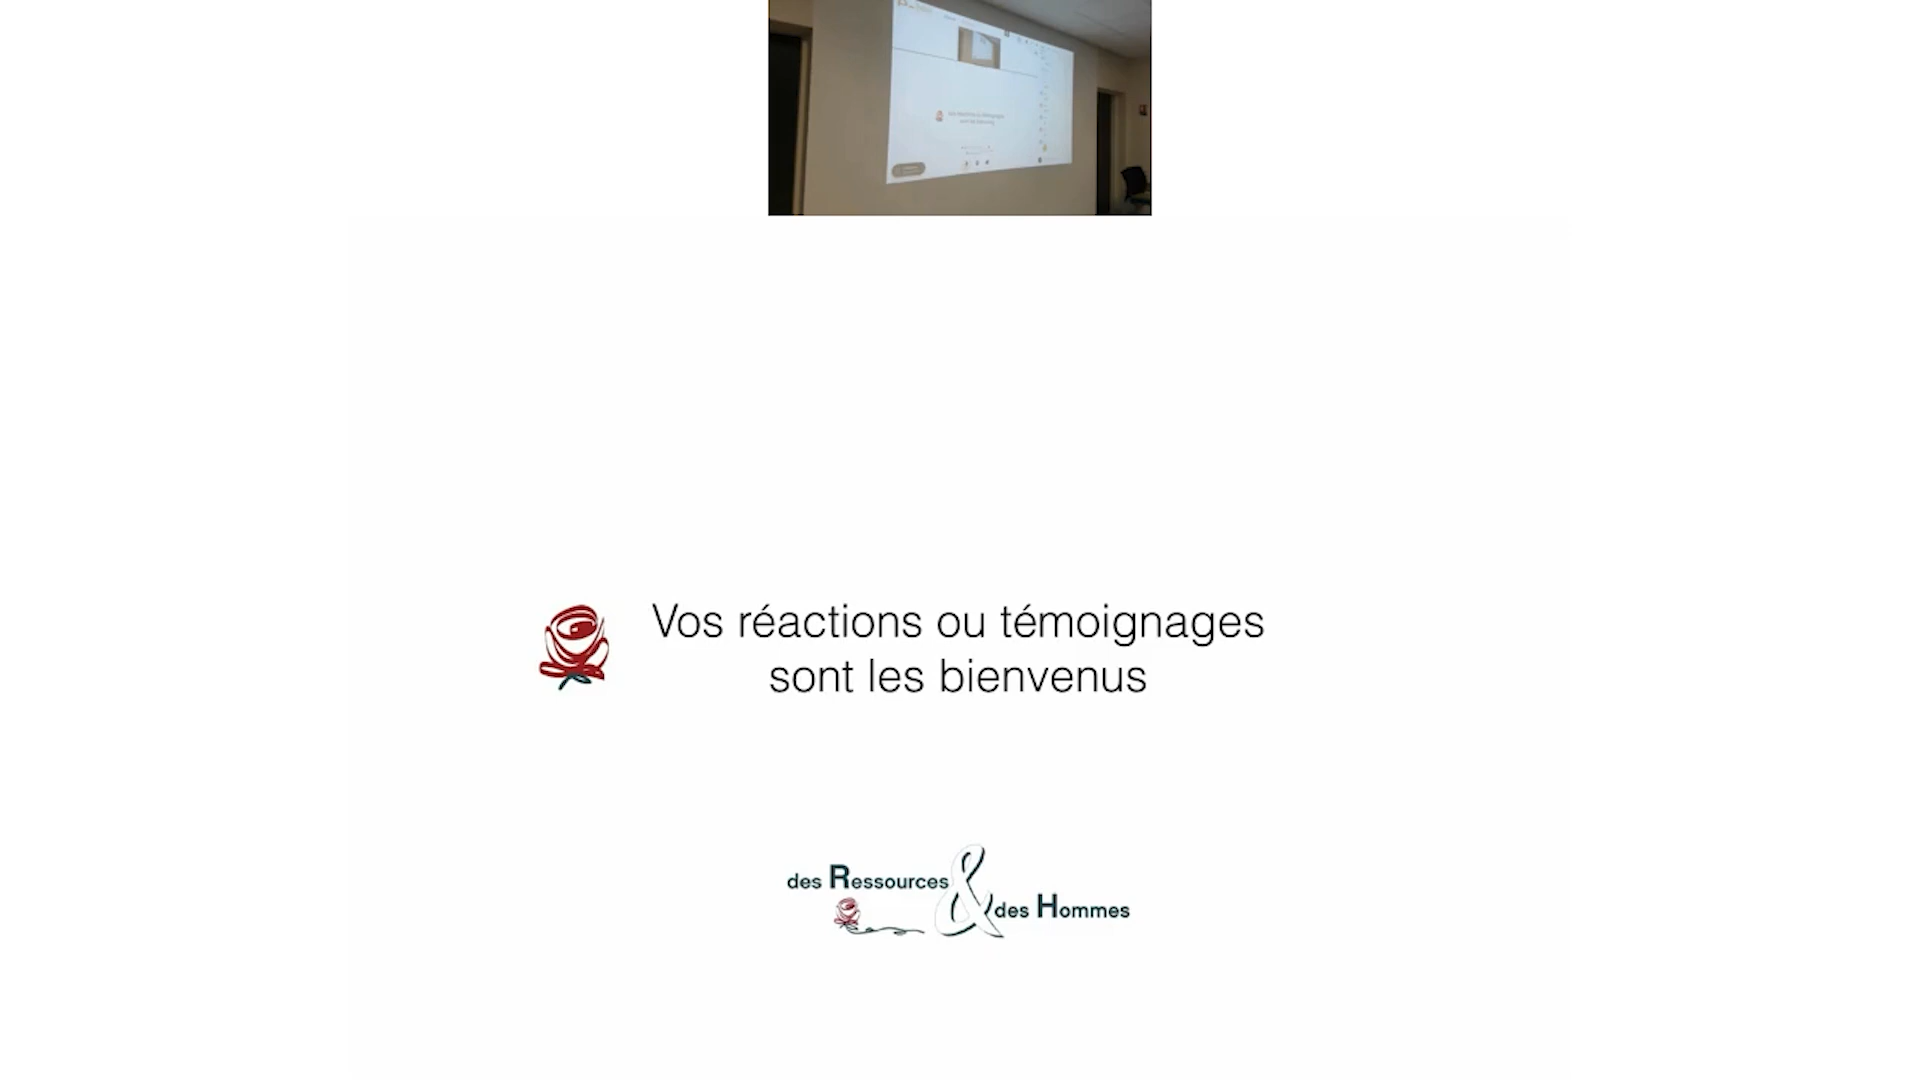 Vos réactions ou témoignages
sont les bienvenus
des Ressources
&
des Hommes